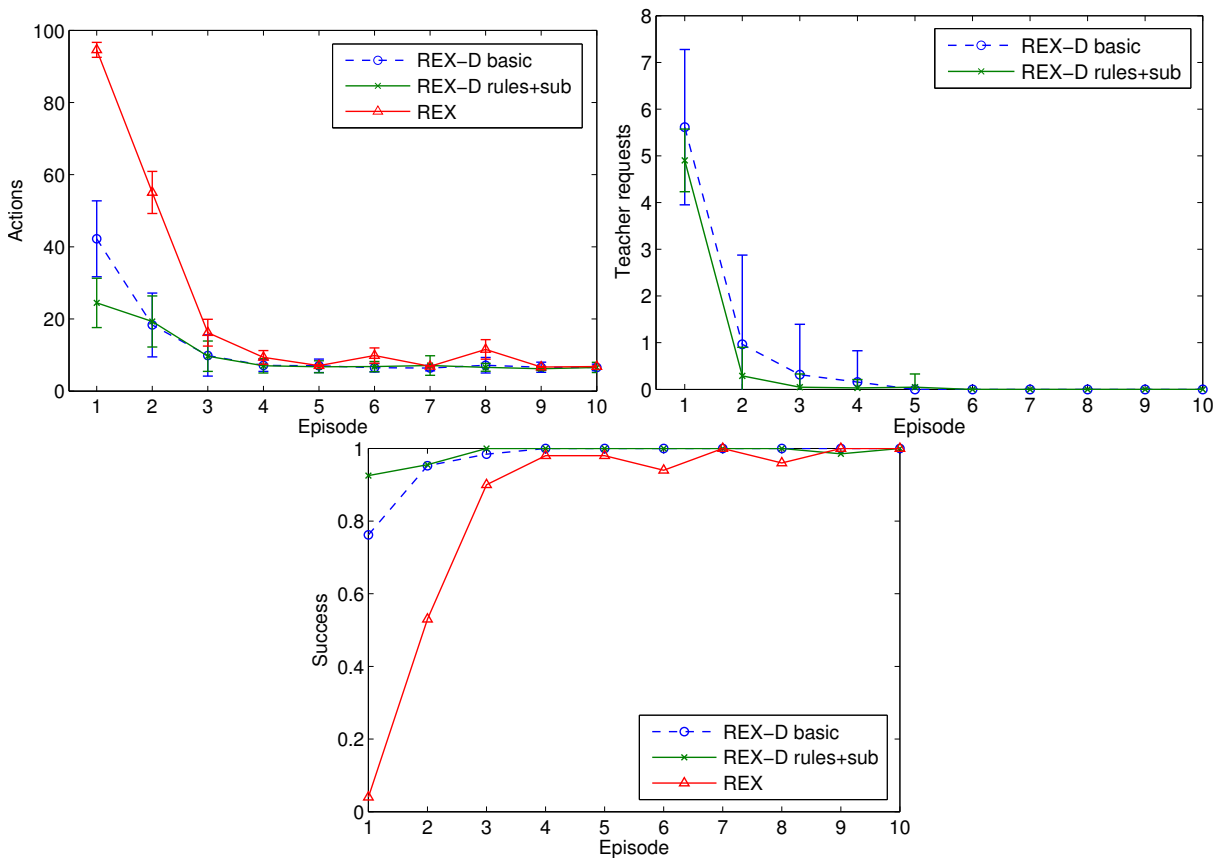 100
80
60
40
20
0
Actions
1 2 3 4 5 6 7 8 9 10
Episode
REX−D basic
REX−D rules+sub
REX
8
7
6
5
4
3
2
1
0
Teacher requests
1 2 3 4 5 6 7 8 9 10
Episode
REX−D basic
REX−D rules+sub
1
0.8
0.6
0.4
0.2
0
Success
1 2 3 4 5 6 7 8 9 10
Episode
REX−D basic
REX−D rules+sub
REX